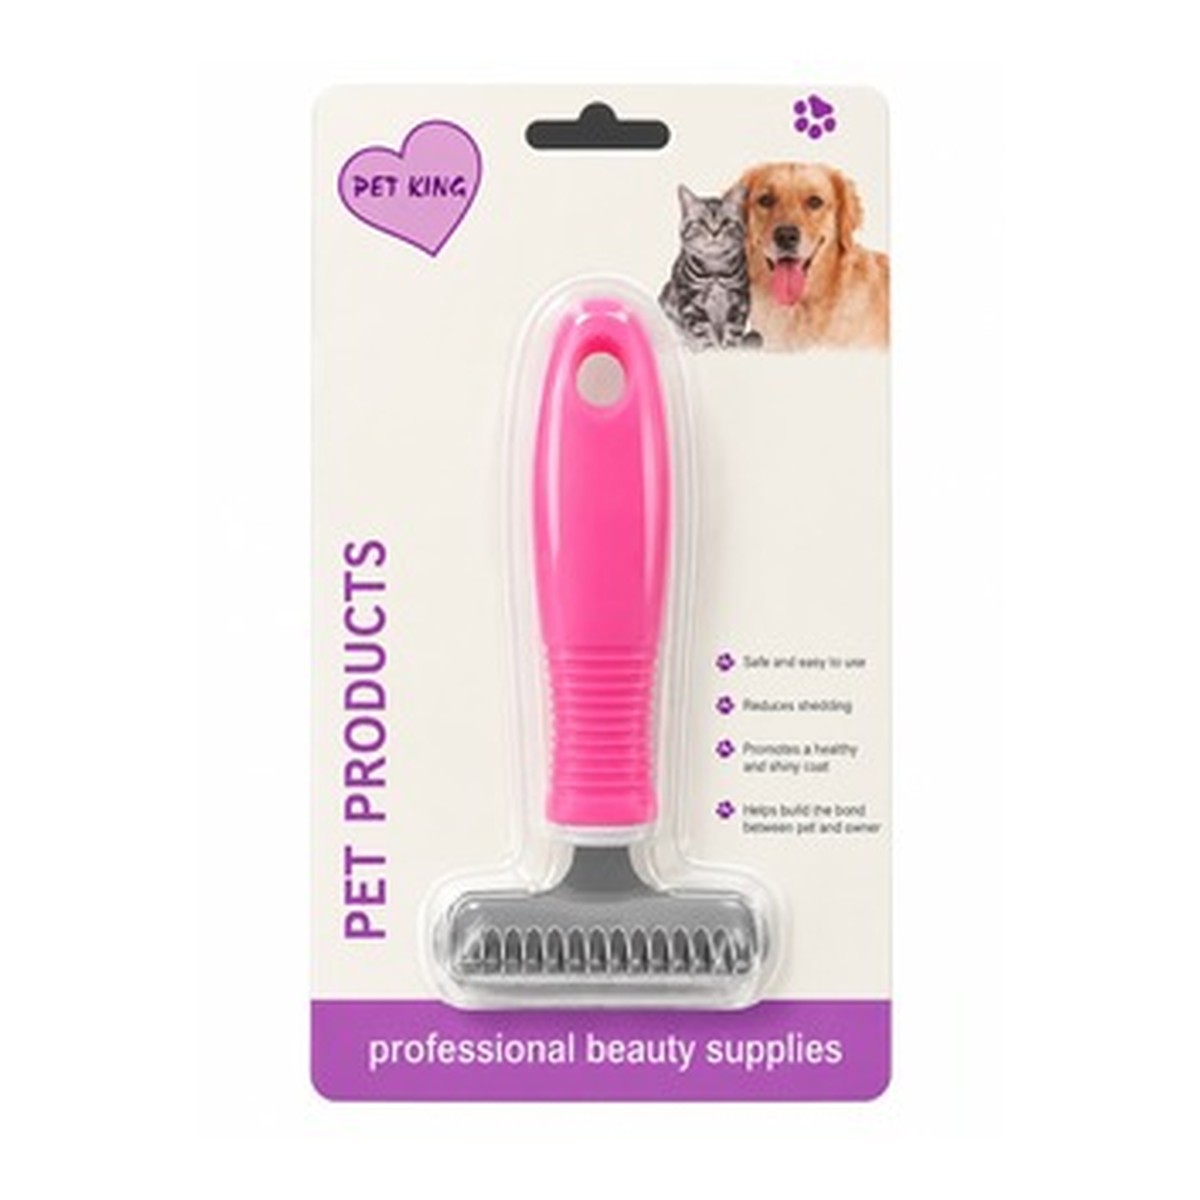 PET KING
PET PRODUCTS
Safe and easy to use
Reduces shedding
Promotes a healthy
and shiny coat
Helps build the bond
between pet and owner
professional beauty supplies